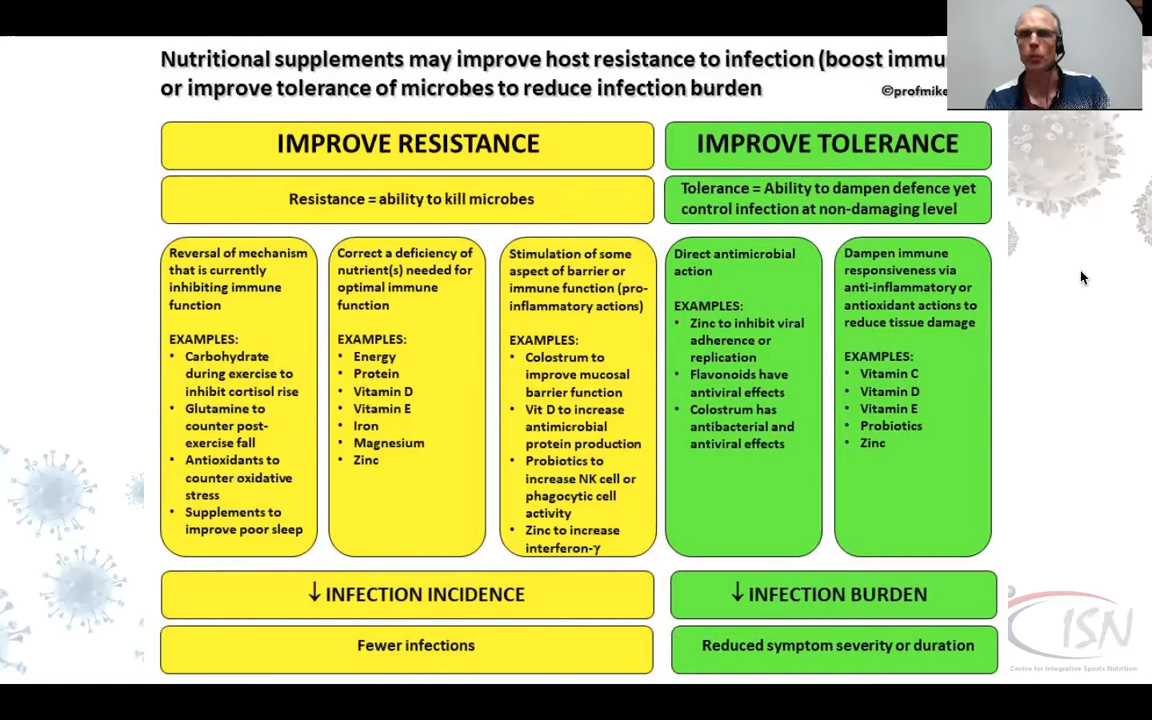 Nutritional supplements may improve host resistance to infection (boost immu
or improve tolerance of microbes to reduce infection burden
©profmike
IMPROVE RESISTANCE
Resistance = ability to kill microbes
Reversal of mechanism
that is currently
inhibiting immune
function
EXAMPLES:
• Carbohydrate
during exercise to
inhibit cortisol rise
• Glutamine to
counter post-
exercise fall
• Antioxidants to
counter oxidative
stress
• Supplements to
improve poor sleep
Correct a deficiency of
nutrient(s) needed for
optimal immune
function
EXAMPLES:
• Energy
• Protein
• Vitamin D
• Vitamin E
• Iron
• Magnesium
• Zinc
Stimulation of some
aspect of barrier or
immune function (pro-
inflammatory actions)
EXAMPLES:
• Colostrum to
improve mucosal
barrier function
• Vit D to increase
antimicrobial
protein production
• Probiotics to
increase NK cell or
phagocytic cell
activity
• Zinc to increase
interferon-γ
↓ INFECTION INCIDENCE
Fewer infections
IMPROVE TOLERANCE
Tolerance = Ability to dampen defence yet
control infection at non-damaging level
Direct antimicrobial
action
EXAMPLES:
• Zinc to inhibit viral
adherence or
replication
• Flavonoids have
antiviral effects
• Colostrum has
antibacterial and
antiviral effects
Dampen immune
responsiveness via
anti-inflammatory or
antioxidant actions to
reduce tissue damage
EXAMPLES:
• Vitamin C
• Vitamin D
• Vitamin E
• Probiotics
• Zinc
↓ INFECTION BURDEN
Reduced symptom severity or duration
ISN
Centre for Integrative Sports Nutrition